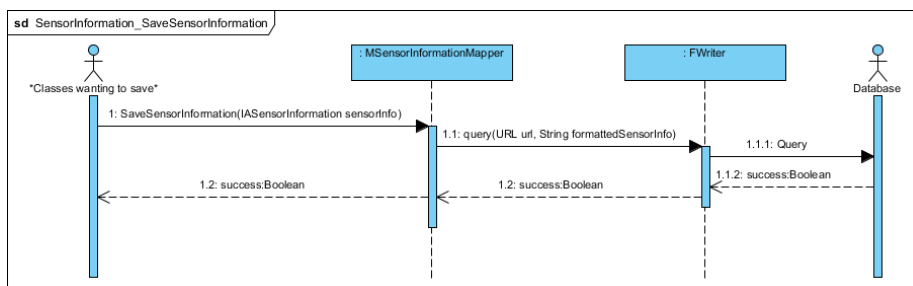 sd SensorInformation_SaveSensorInformation
: MSensorInformationMapper
: FWriter
*Classes wanting to save*
Database
1: SaveSensorInformation(IASensorInformation sensorInfo)
1.1: query(URL url, String formattedSensorInfo)
1.1.1: Query
1.1.2: success:Boolean
1.2: success:Boolean
1.2: success:Boolean